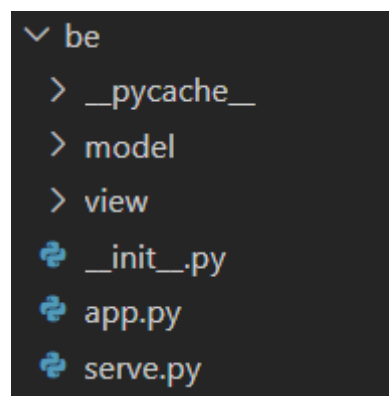 be
__pycache__
model
view
__init__.py
app.py
serve.py